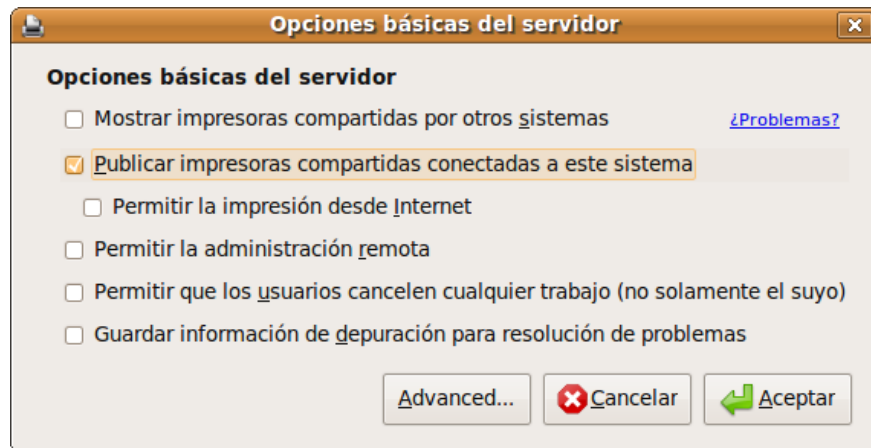 Opciones básicas del servidor
Opciones básicas del servidor
Mostrar impresoras compartidas por otros sistemas ¿Problemas?
Publicar impresoras compartidas conectadas a este sistema
Permitir la impresión desde Internet
Permitir la administración remota
Permitir que los usuarios cancelen cualquier trabajo (no solamente el suyo)
Guardar información de depuración para resolución de problemas
Advanced... Cancelar Aceptar